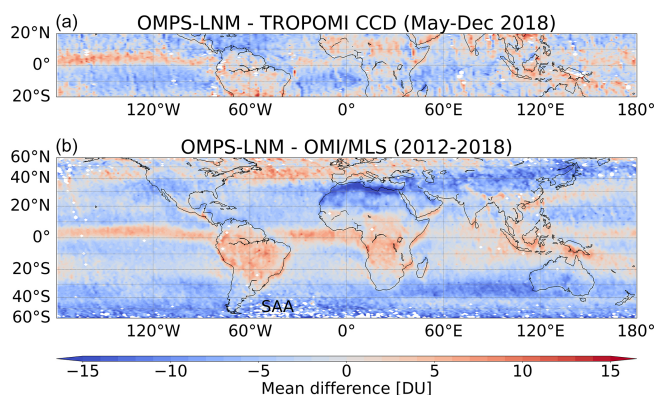 (a) OMPS-LNM - TROPOMI CCD (May-Dec 2018)
20°N
0°
20°S
120°W 60°W 0° 60°E 120°E 180°
(b) OMPS-LNM - OMI/MLS (2012-2018)
60°N
40°N
20°N
0°
20°S
40°S
SAA
60°S
120°W 60°W 0° 60°E 120°E 180°
−15 −10 −5 0 5 10 15
Mean difference [DU]